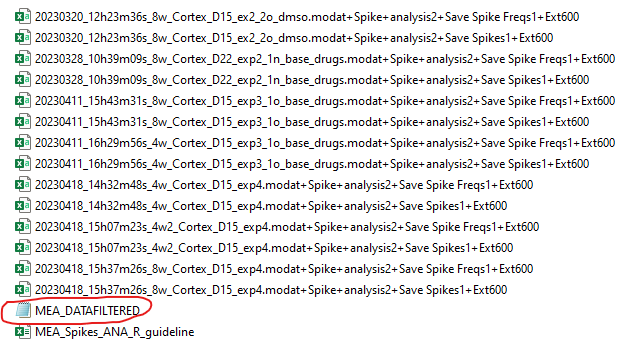 20230320_12h23m36s_8w_Cortex_D15_ex2_2o_dmso.modat+Spike+analysis2+Save Spike Freqs1+Ext600
20230320_12h23m36s_8w_Cortex_D15_ex2_2o_dmso.modat+Spike+analysis2+Save Spikes1+Ext600
20230328_10h39m09s_8w_Cortex_D22_exp2_1n_base_drugs.modat+Spike+analysis2+Save Spike Freqs1+Ext600
20230328_10h39m09s_8w_Cortex_D22_exp2_1n_base_drugs.modat+Spike+analysis2+Save Spikes1+Ext600
20230411_15h43m31s_8w_Cortex_D15_exp3_1o_base_drugs.modat+Spike+analysis2+Save Spike Freqs1+Ext600
20230411_15h43m31s_8w_Cortex_D15_exp3_1o_base_drugs.modat+Spike+analysis2+Save Spikes1+Ext600
20230411_16h29m56s_4w_Cortex_D15_exp3_1o_base_drugs.modat+Spike+analysis2+Save Spike Freqs1+Ext600
20230411_16h29m56s_4w_Cortex_D15_exp3_1o_base_drugs.modat+Spike+analysis2+Save Spikes1+Ext600
20230418_14h32m48s_4w_Cortex_D15_exp4.modat+Spike+analysis2+Save Spike Freqs1+Ext600
20230418_14h32m48s_4w_Cortex_D15_exp4.modat+Spike+analysis2+Save Spikes1+Ext600
20230418_15h07m23s_4w2_Cortex_D15_exp4.modat+Spike+analysis2+Save Spike Freqs1+Ext600
20230418_15h07m23s_4w2_Cortex_D15_exp4.modat+Spike+analysis2+Save Spikes1+Ext600
20230418_15h37m26s_8w_Cortex_D15_exp4.modat+Spike+analysis2+Save Spike Freqs1+Ext600
20230418_15h37m26s_8w_Cortex_D15_exp4.modat+Spike+analysis2+Save Spikes1+Ext600
MEA_DATAFILTERED
MEA_Spikes_ANA_R_guideline